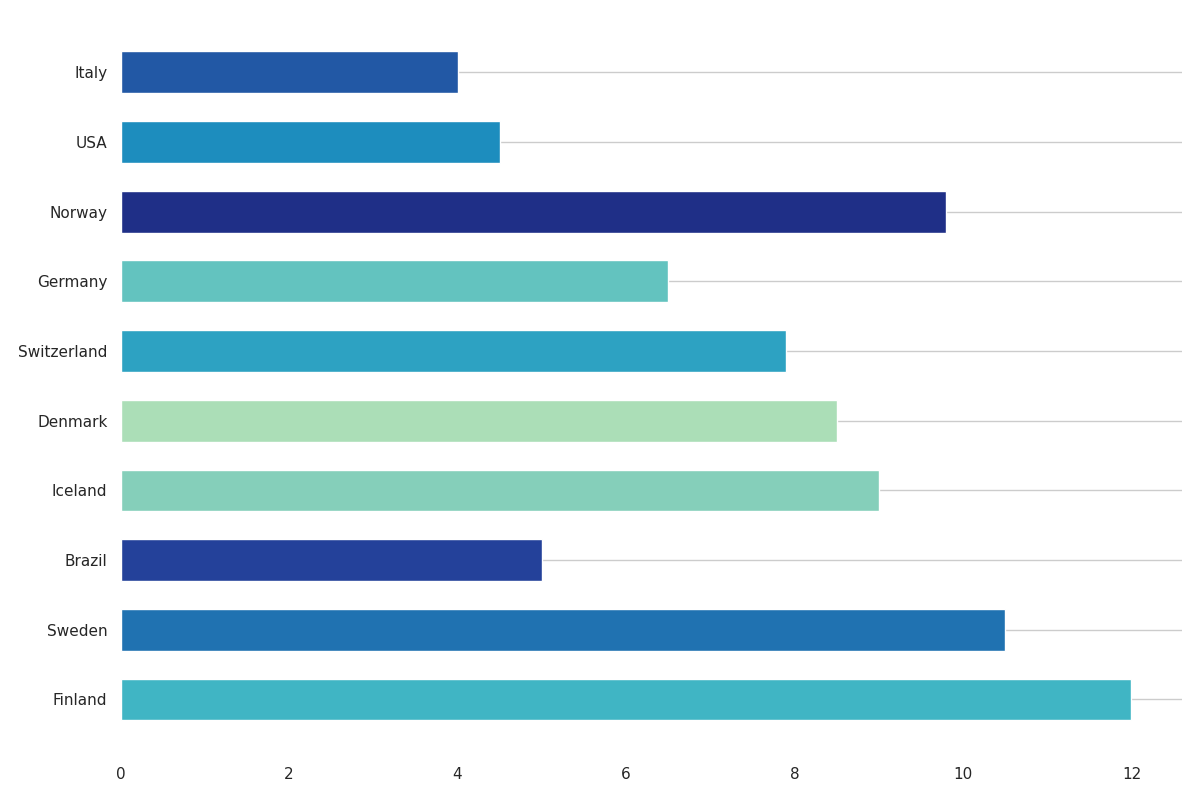 Italy
USA
Norway
Germany
Switzerland
Denmark
Iceland
Brazil
Sweden
Finland
0 2 4 6 8 10 12